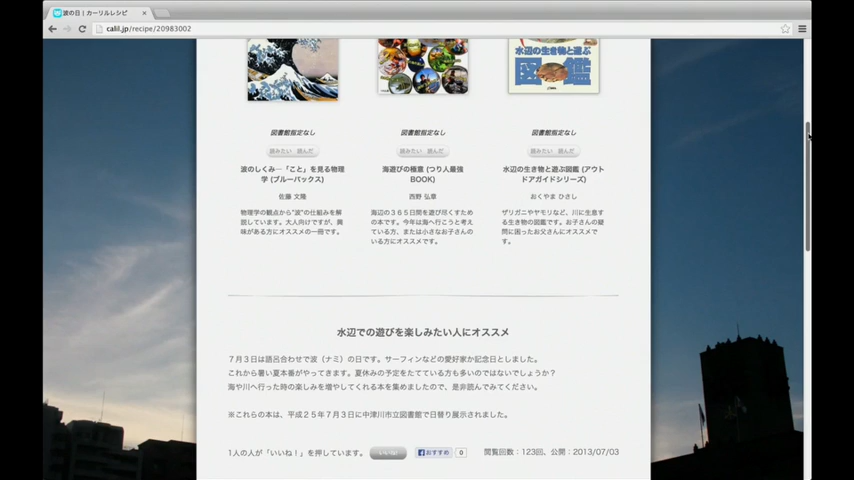 波の日 | カーリルレシピ
calil.jp/recipe/20983002
水辺の生き物と遊ぶ
図鑑
図書館指定なし
図書館指定なし
図書館指定なし
読みたい 読んだ
読みたい 読んだ
読みたい 読んだ
波のしくみ―「こと」を見る物理
学 (ブルーバックス)
佐藤 文隆
物理学の観点から"波"の仕組みを解
説しています。大人向けですが、興
味がある方にオススメの一冊です。
海遊びの極意 (つり人最強
BOOK)
西野 弘章
海辺の３６５日間を遊び尽くすため
の本です。今年は海へ行こうと考え
ている方、または小さなお子さんの
いる方にオススメです。
水辺の生き物と遊ぶ図鑑 (アウト
ドアガイドシリーズ)
おくやま ひさし
ザリガニやヤモリなど、川に生息す
る生き物の図鑑です。お子さんの疑
問に困ったお父さんにオススメで
す。
水辺での遊びを楽しみたい人にオススメ
７月３日は語呂合わせで波（ナミ）の日です。サーフィンなどの愛好家が記念日としました。
これから暑い夏本番がやってきます。夏休みの予定をたてている方も多いのではないでしょうか？
海や川へ行った時の楽しみを増やしてくれる本を集めましたので、是非読んでみてください。
※これらの本は、平成２５年７月３日に中津川市立図書館で日替り展示されました。
1人の人が「いいね！」を押しています。 いいね! おすすめ 0 閲覧回数：123回、公開：2013/07/03